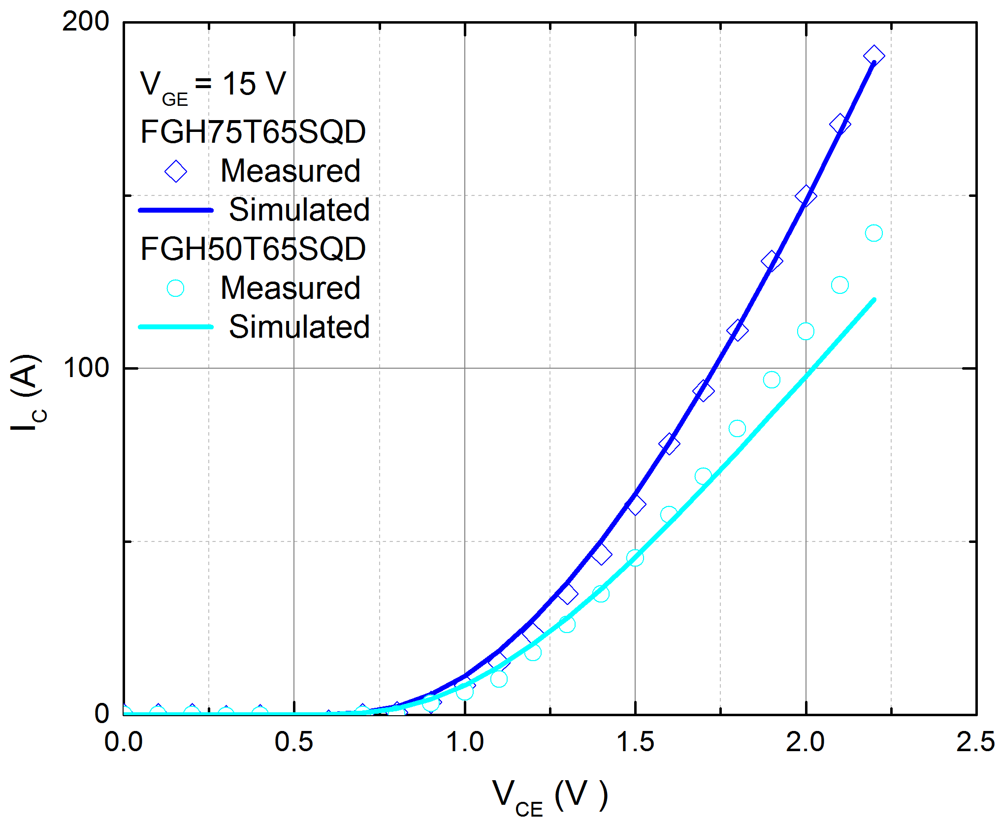 200
V_GE = 15 V
FGH75T65SQD
Measured
Simulated
FGH50T65SQD
Measured
Simulated
100
I_C (A)
0
0.0 0.5 1.0 1.5 2.0 2.5
V_CE (V )